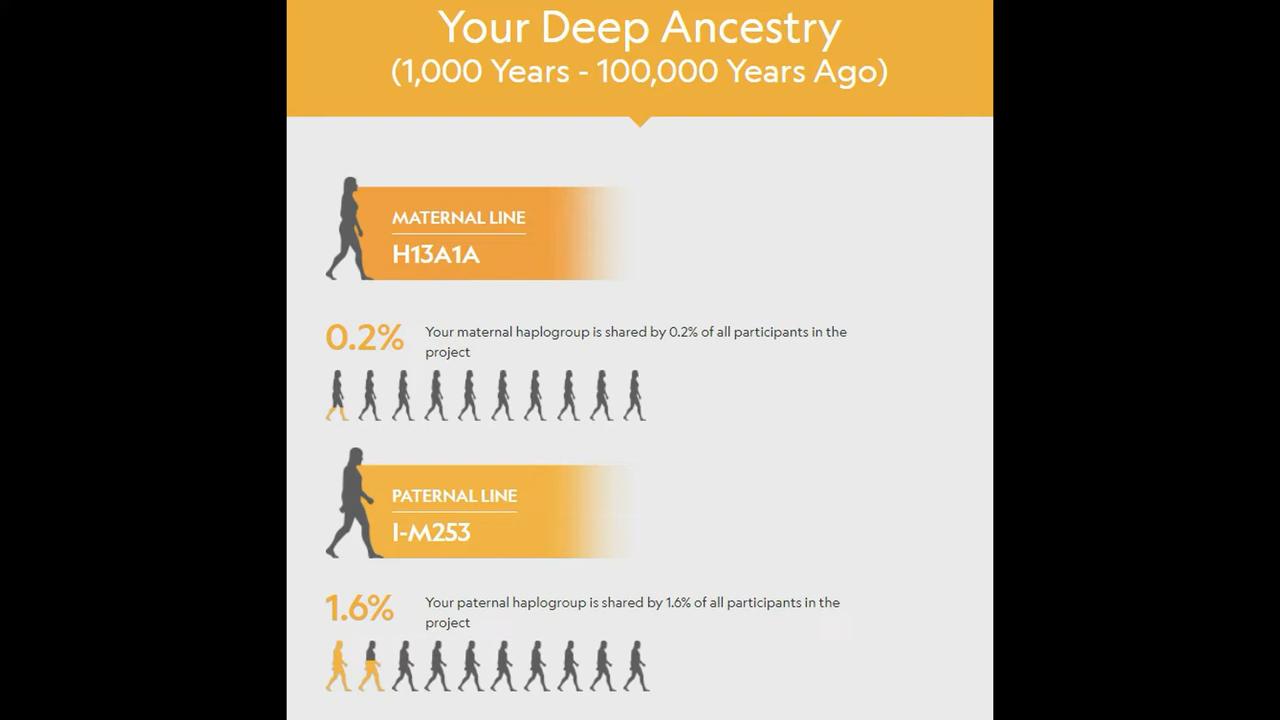 Your Deep Ancestry
(1,000 Years - 100,000 Years Ago)
MATERNAL LINE
H13A1A
0.2%
Your maternal haplogroup is shared by 0.2% of all participants in the
project
PATERNAL LINE
I-M253
1.6%
Your paternal haplogroup is shared by 1.6% of all participants in the
project